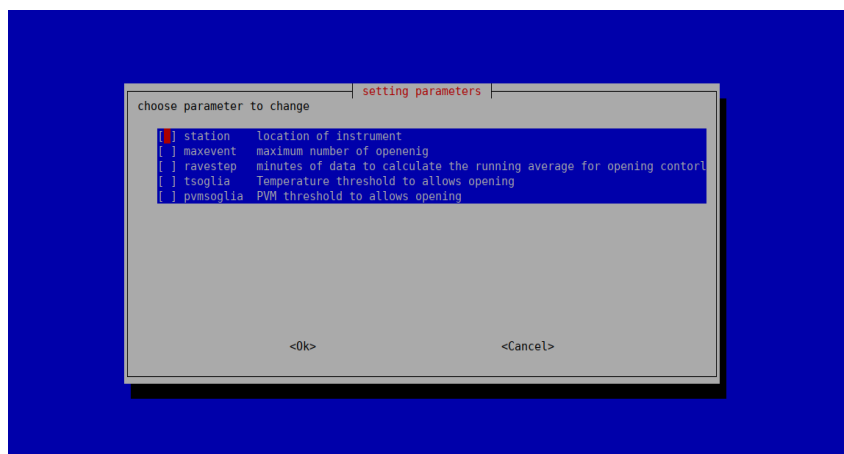 setting parameters
choose parameter to change
[ ] station    location of instrument
[ ] maxevent   maximum number of openenig
[ ] ravestep   minutes of data to calculate the running average for opening contorl
[ ] tsoglia    Temperature threshold to allows opening
[ ] pvmsoglia  PVM threshold to allows opening
<Ok>    <Cancel>